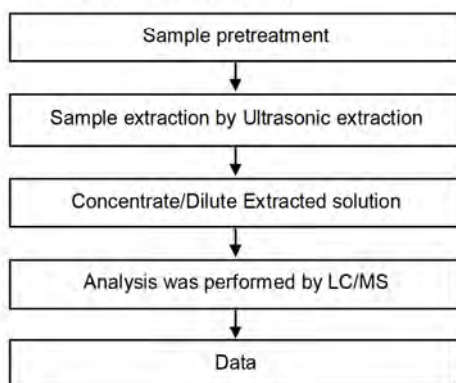 Sample pretreatment
Sample extraction by Ultrasonic extraction
Concentrate/Dilute Extracted solution
Analysis was performed by LC/MS
Data